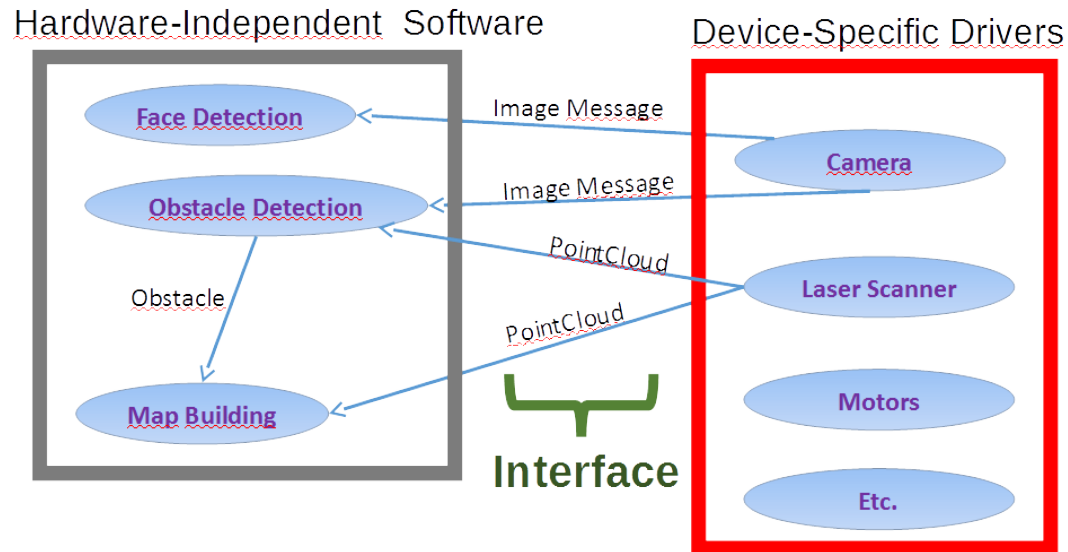 Hardware-Independent Software
Device-Specific Drivers
Face Detection
Image Message
Camera
Image Message
Obstacle Detection
PointCloud
Laser Scanner
Obstacle
PointCloud
Map Building
Motors
Interface
Etc.